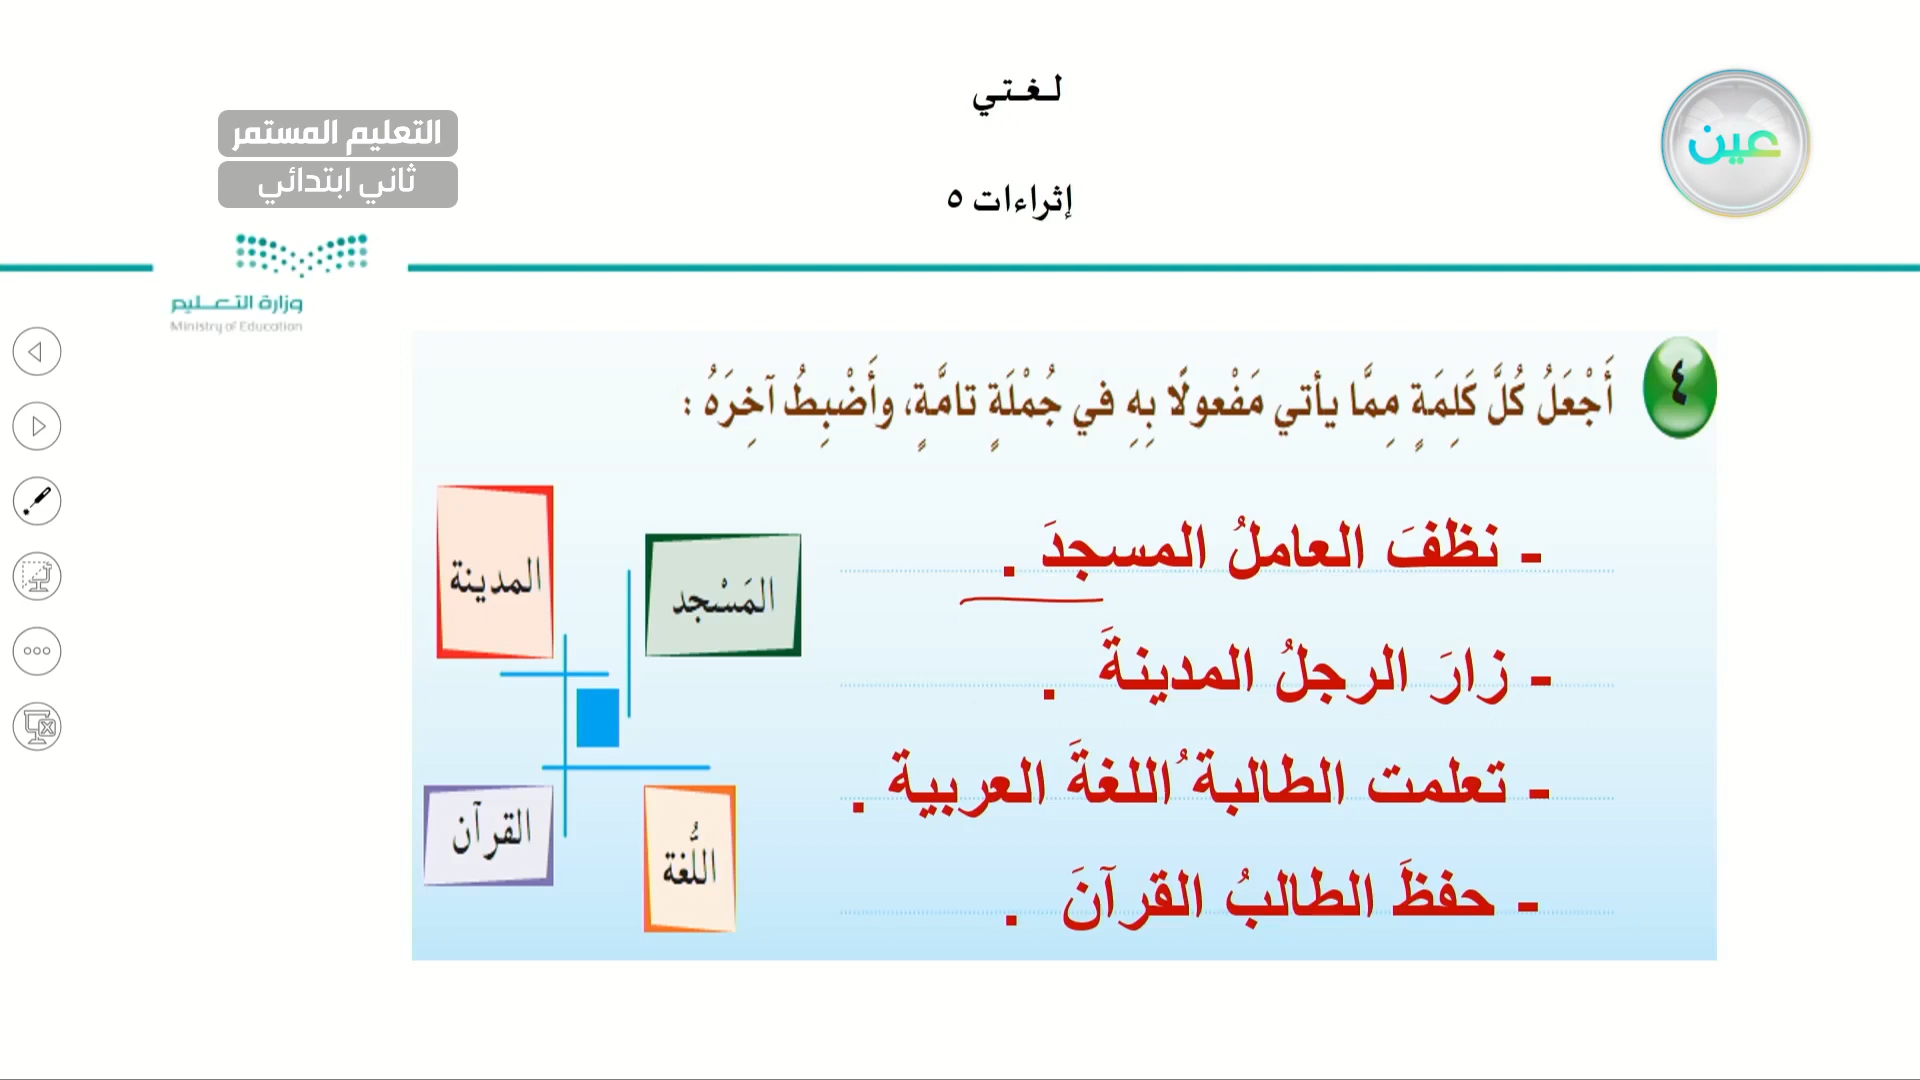 لغتي
إثراءات ٥
التعليم المستمر
ثاني ابتدائي
عين
وزارة التعليم
Ministry of Education
٤
أَجْعَلُ كُلَّ كَلِمَةٍ مِمَّا يأتي مَفْعولًا بِهِ في جُمْلَةٍ تامَّةٍ، وأَضْبِطُ آخِرَهُ :
- نظفَ العاملُ المسجدَ .
- زارَ الرجلُ المدينةَ .
- تعلمت الطالبةُ اللغةَ العربية .
- حفظَ الطالبُ القرآنَ .
المَسْجد
المدينة
اللُّغة
القرآن